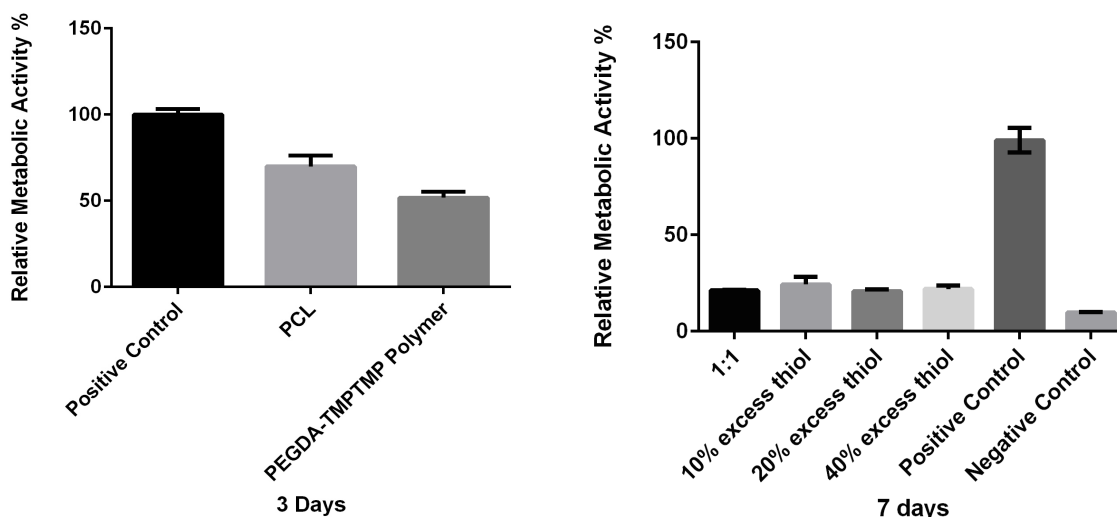 Relative Metabolic Activity %
150
100
50
0
Positive Control
PCL
PEGDA-TMPTMP Polymer
3 Days
Relative Metabolic Activity %
150
100
50
0
1:1
10% excess thiol
20% excess thiol
40% excess thiol
Positive Control
Negative Control
7 days